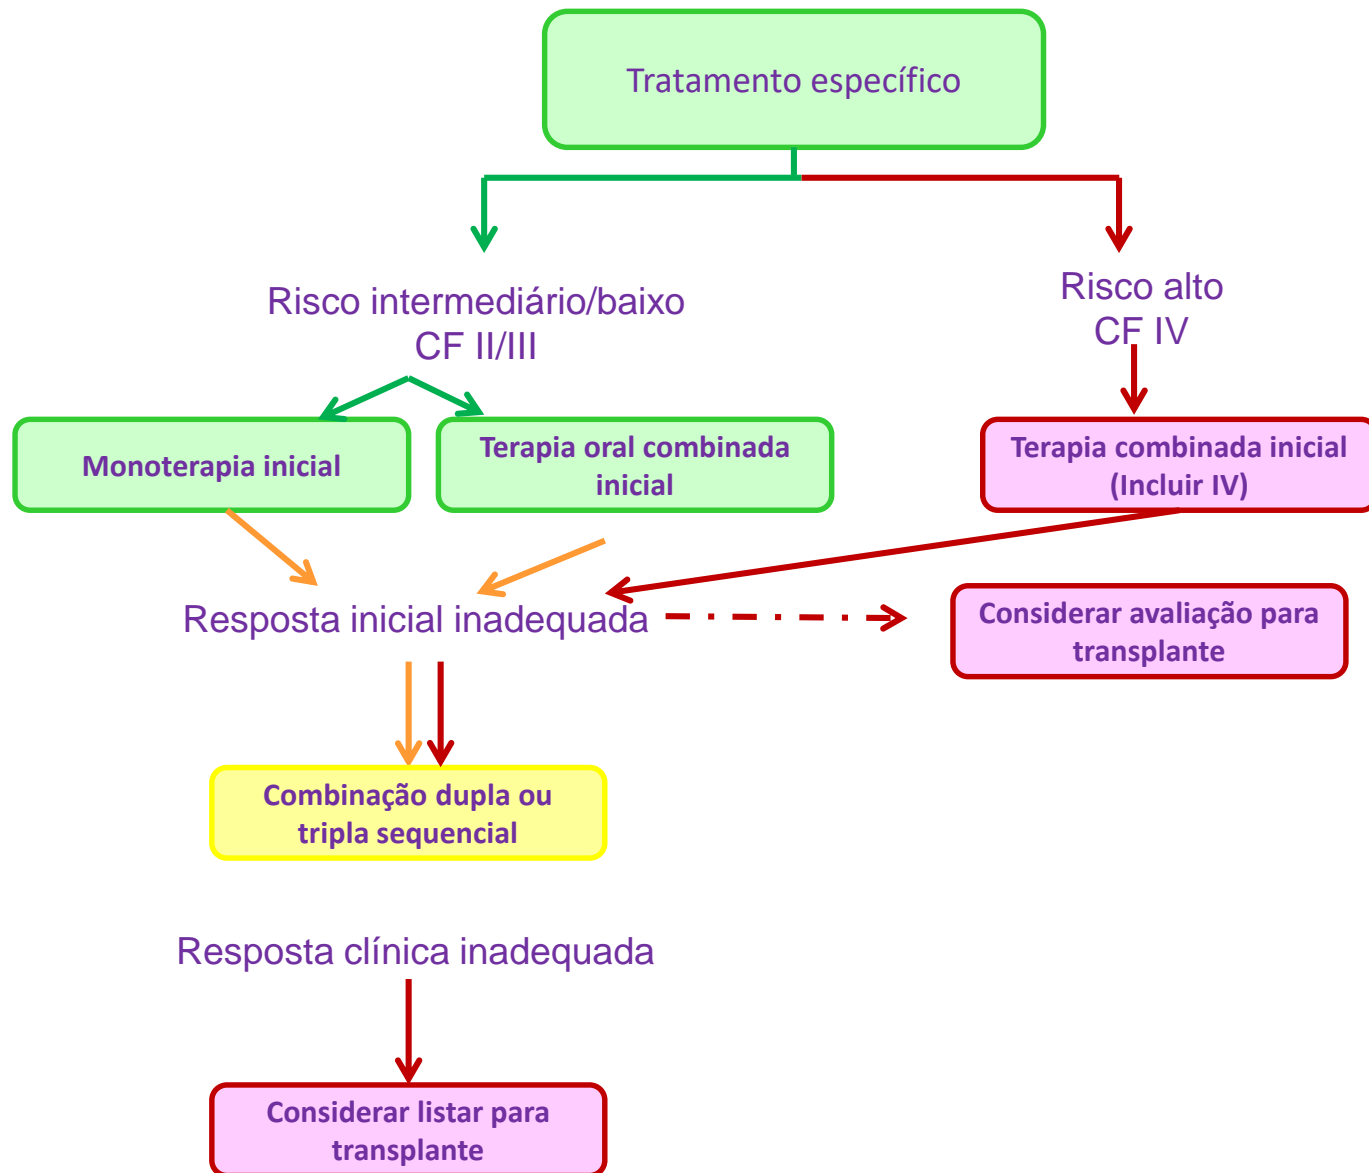 Tratamento específico
Risco intermediário/baixo
CF II/III
Risco alto
CF IV
Monoterapia inicial
Terapia oral combinada
inicial
Terapia combinada inicial
(Incluir IV)
Resposta inicial inadequada
Considerar avaliação para
transplante
Combinação dupla ou
tripla sequencial
Resposta clínica inadequada
Considerar listar para
transplante